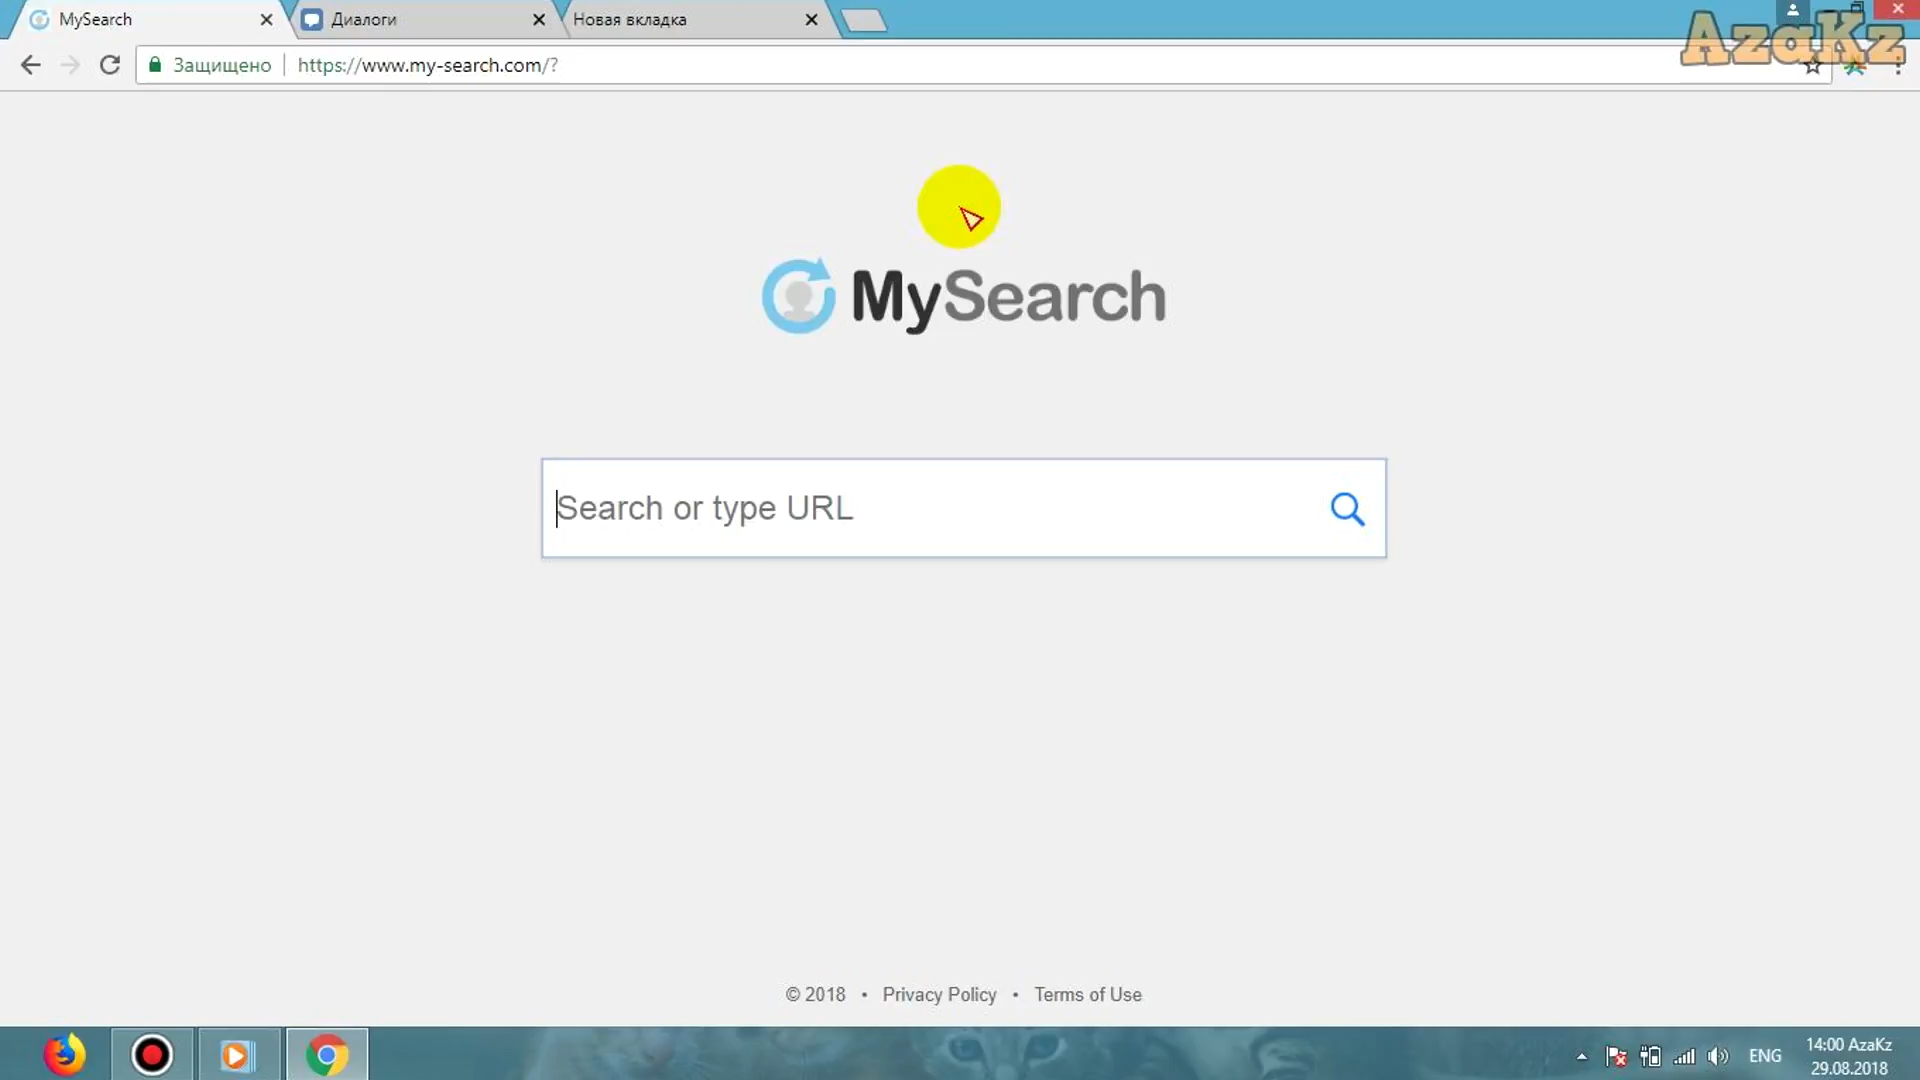 MySearch
Диалоги
Новая вкладка
AzaKz
Защищено
https://www.my-search.com/?
MySearch
Search or type URL
© 2018 • Privacy Policy • Terms of Use
ENG
14:00 AzaKz
29.08.2018